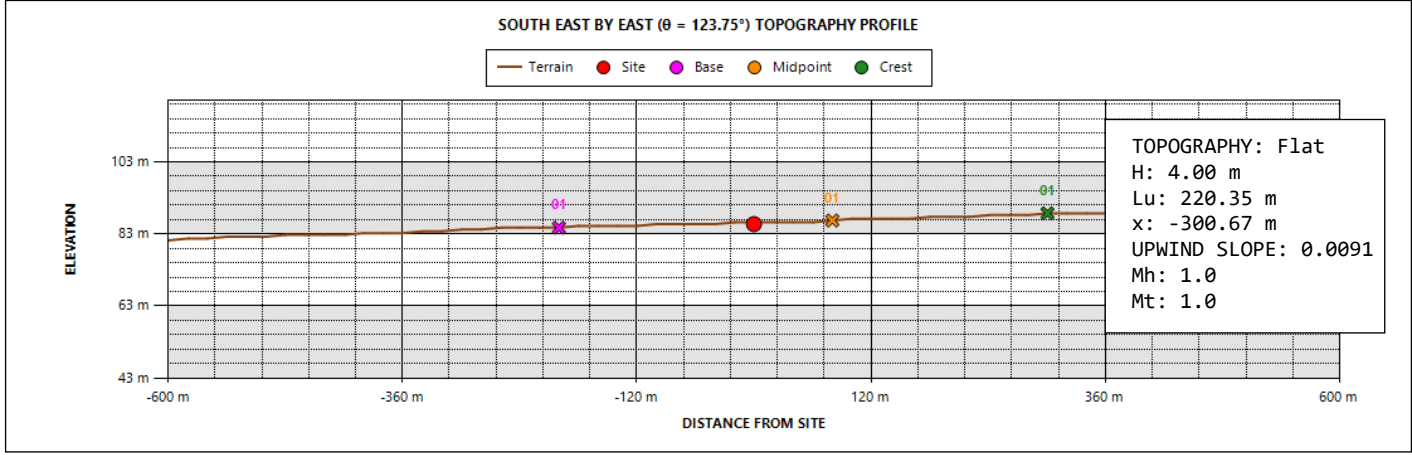 SOUTH EAST BY EAST (θ = 123.75°) TOPOGRAPHY PROFILE
Terrain Site Base Midpoint Crest
103 m
83 m
63 m
43 m
ELEVATION
01
01
01
TOPOGRAPHY: Flat
H: 4.00 m
Lu: 220.35 m
x: -300.67 m
UPWIND SLOPE: 0.0091
Mh: 1.0
Mt: 1.0
-600 m -360 m -120 m 120 m 360 m 600 m
DISTANCE FROM SITE